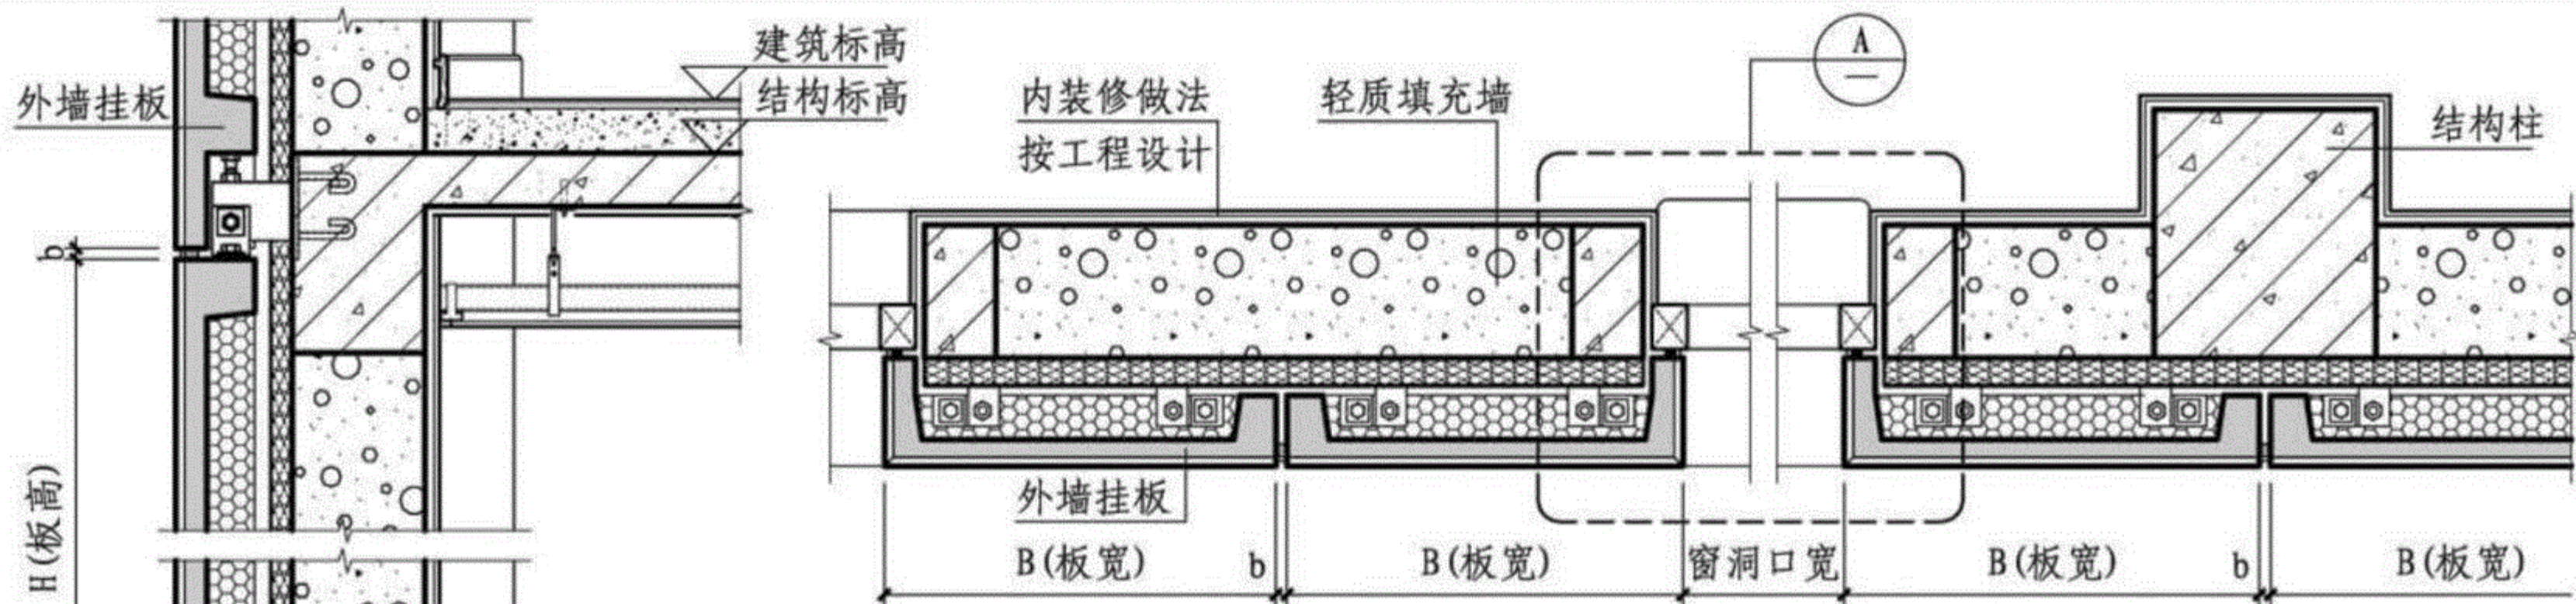 建筑标高
结构标高
外墙挂板
b
H(板高)
A
内装修做法
按工程设计
轻质填充墙
结构柱
外墙挂板
B(板宽)
b
B(板宽)
窗洞口宽
B(板宽)
b
B(板宽)